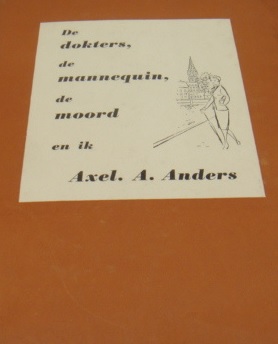 De
dokters,
de
mannequin,
de
moord
en ik
Axel. A. Anders